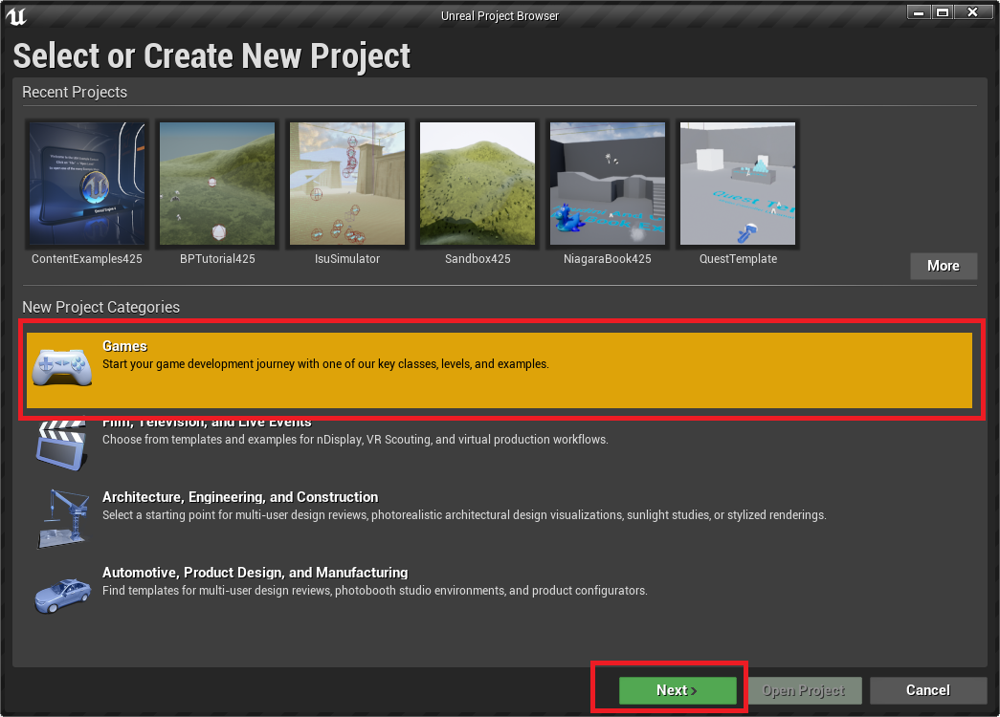 Unreal Project Browser
Select or Create New Project
Recent Projects
ContentExamples425
BPTutorial425
IsuSimulator
Sandbox425
NiagaraBook425
QuestTemplate
More
New Project Categories
Games
Start your game development journey with one of our key classes, levels, and examples.
Film, Television, and Live Events
Choose from templates and examples for nDisplay, VR Scouting, and virtual production workflows.
Architecture, Engineering, and Construction
Select a starting point for multi-user design reviews, photorealistic architectural design visualizations, sunlight studies, or stylized renderings.
Automotive, Product Design, and Manufacturing
Find templates for multi-user design reviews, photobooth studio environments, and product configurators.
Next >
Open Project
Cancel